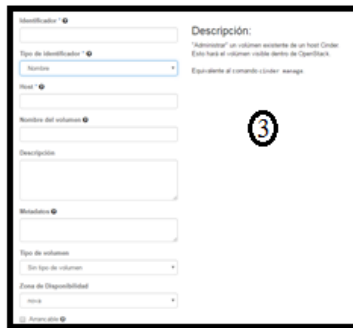 Identificador *
Tipo de identificador *
Nombre
Host *
Nombre del volumen
Descripción
Metadatos
Tipo de volumen
Sin tipo de volumen
Zona de Disponibilidad
nova
Arrancable
Descripción:
"Administrar" un volumen existente de un host Cinder.
Esto hará el volumen visible dentro de OpenStack.
Equivalente al comando cinder manage
3